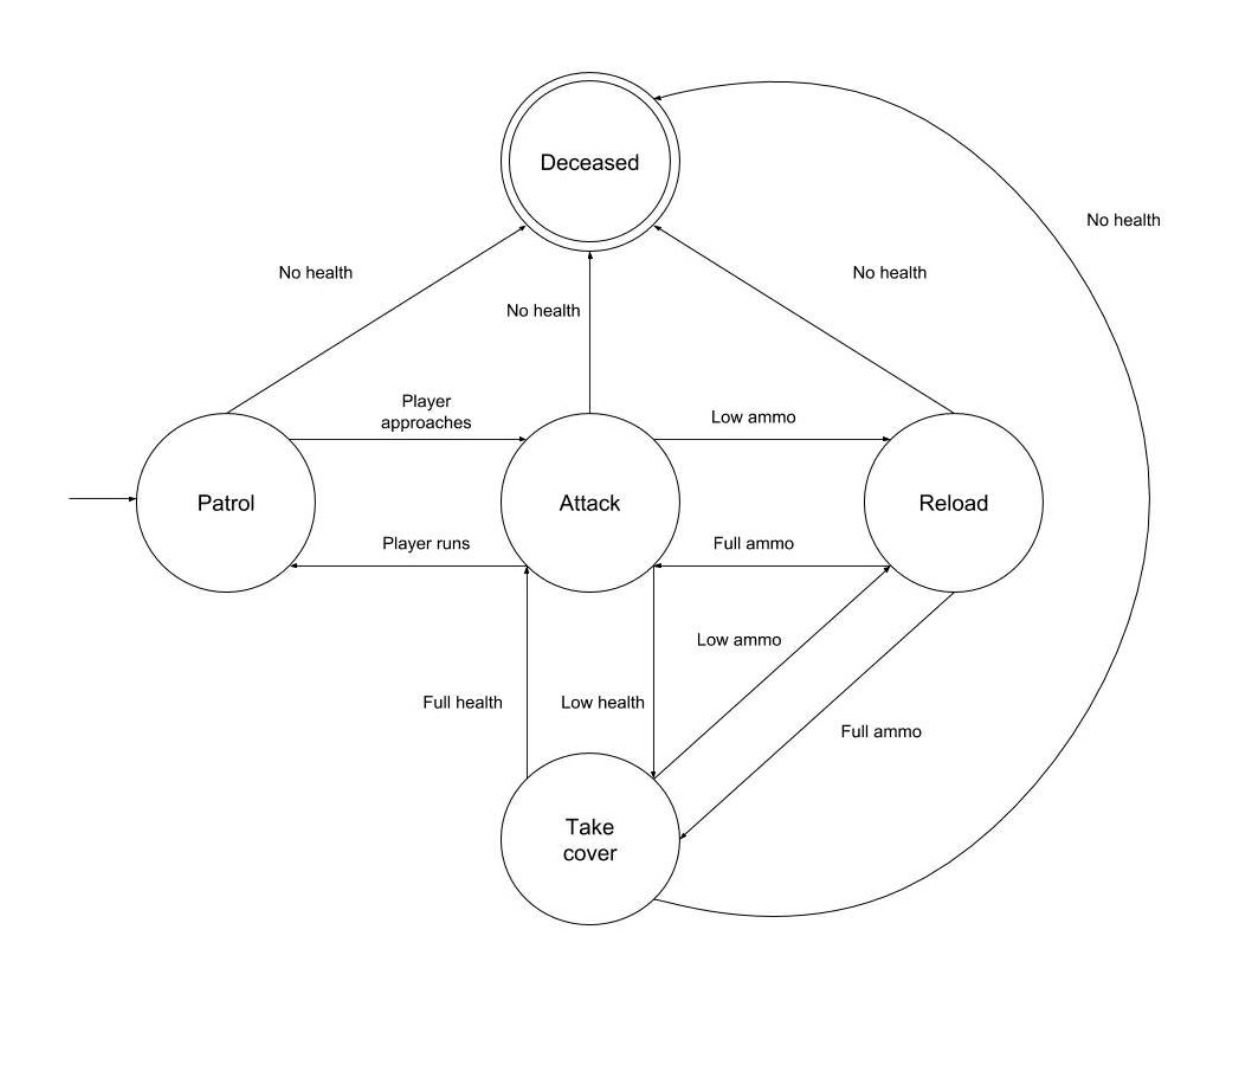 Deceased
No health
No health
No health
No health
Player
approaches
Low ammo
Patrol
Attack
Reload
Player runs
Full ammo
Low ammo
Full health
Low health
Full ammo
Take
cover